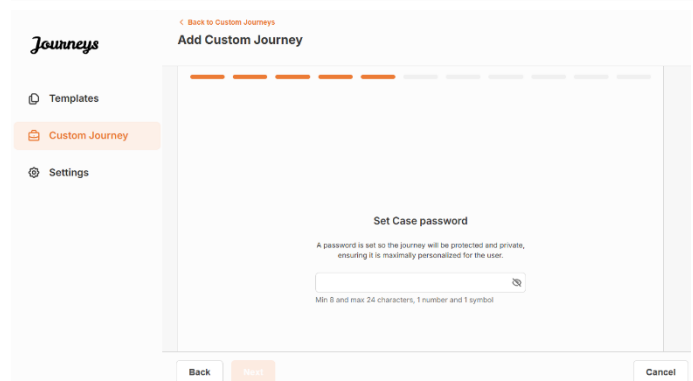 < Back to Custom Journeys
Journeys
Add Custom Journey
Templates
Custom Journey
Settings
Set Case password
A password is set so the journey will be protected and private,
ensuring it is maximally personalized for the user.
Min 8 and max 24 characters, 1 number and 1 symbol
Back
Next
Cancel